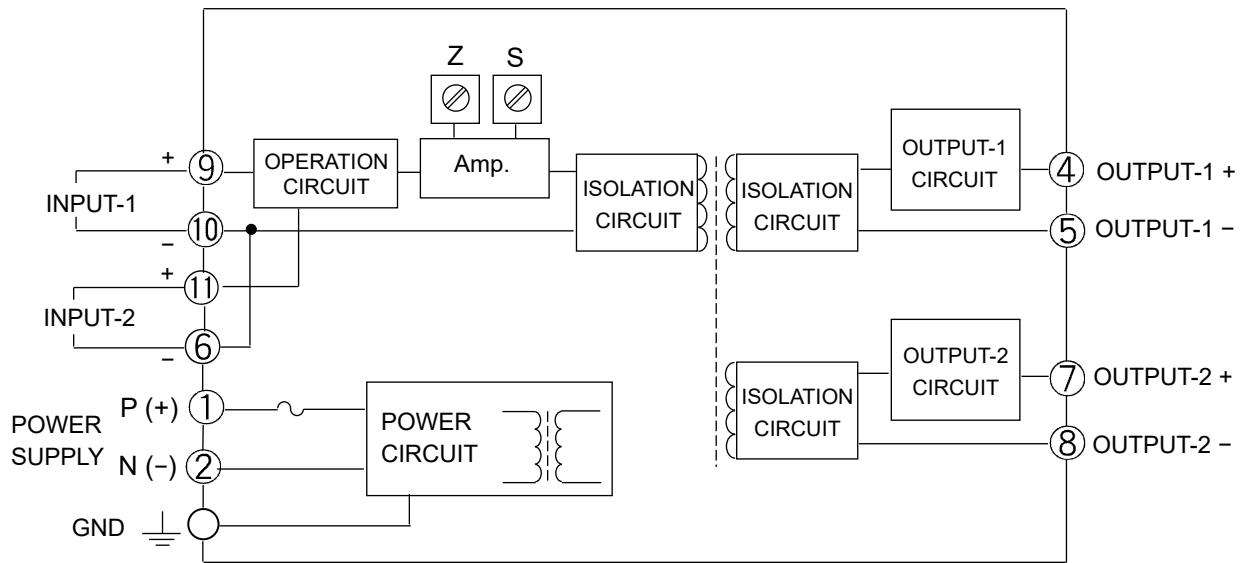 Z
S
+
9
OPERATION
CIRCUIT
Amp.
ISOLATION
CIRCUIT
ISOLATION
CIRCUIT
OUTPUT-1
CIRCUIT
4
OUTPUT-1 +
INPUT-1
−
10
5
OUTPUT-1 −
+
11
INPUT-2
−
6
ISOLATION
CIRCUIT
OUTPUT-2
CIRCUIT
7
OUTPUT-2 +
8
OUTPUT-2 −
POWER
SUPPLY
P (+)
1
N (−)
2
POWER
CIRCUIT
GND